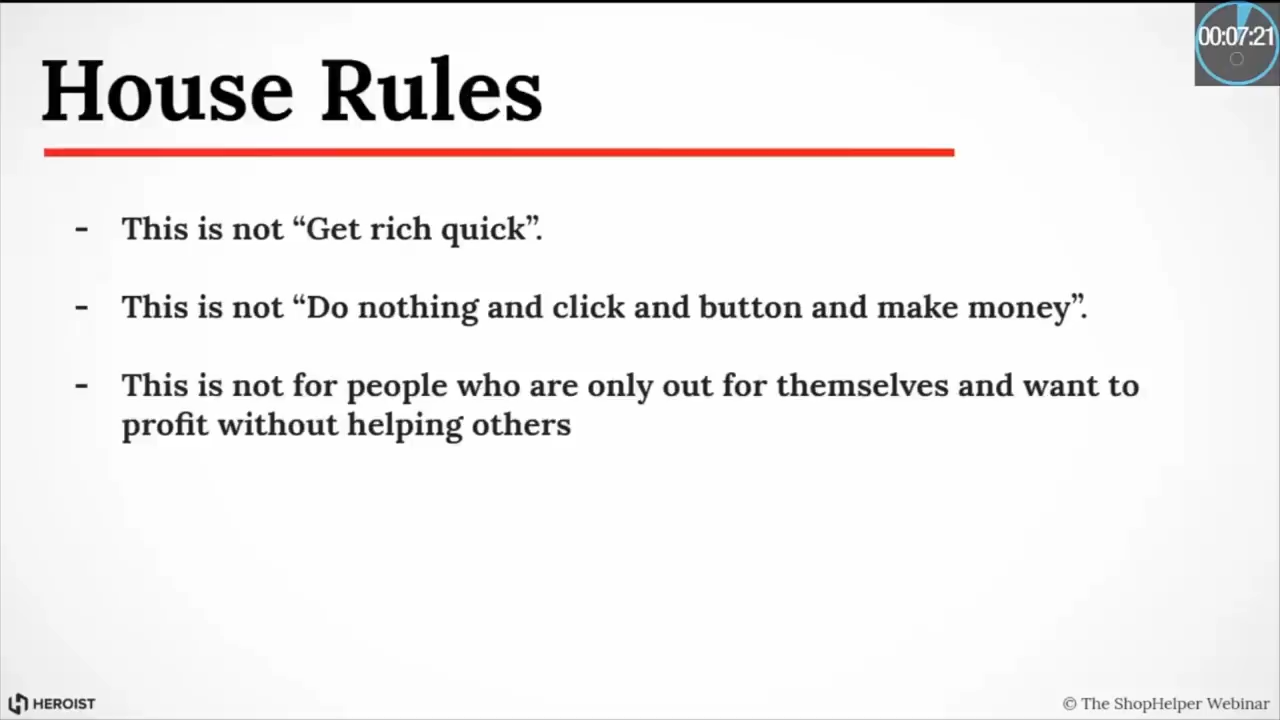 00:07:21
House Rules
- This is not “Get rich quick”.
- This is not “Do nothing and click and button and make money”.
- This is not for people who are only out for themselves and want to
profit without helping others
HEROIST
© The ShopHelper Webinar